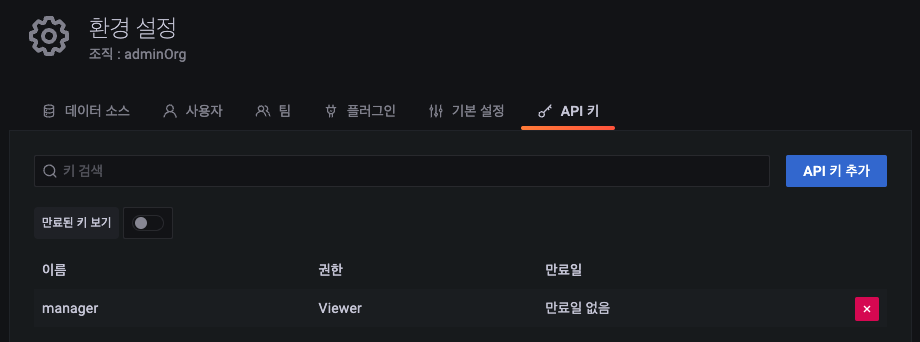 환경 설정
조직 : adminOrg
데이터 소스 사용자 팀 플러그인 기본 설정 API 키
키 검색 API 키 추가
만료된 키 보기
이름 권한 만료일
manager Viewer 만료일 없음